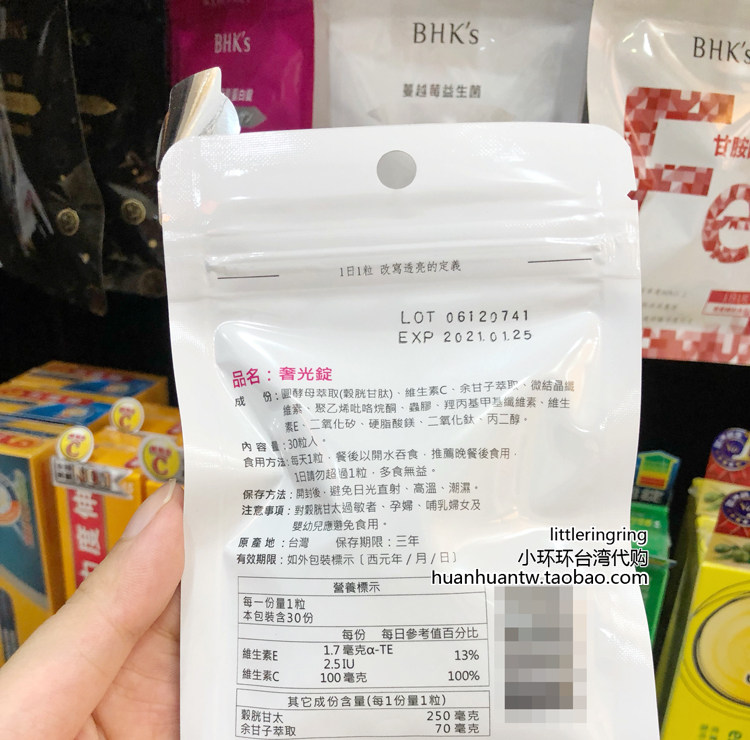 BHK's
BHK's
蔓越莓益生菌
BHK's
1日1粒 改寫透亮的定義
LOT 06120741
EXP 2021.01.25
品名：奢光錠
成　份：圓酵母萃取(穀胱甘肽)、維生素C、余甘子萃取、微結晶纖
維素、聚乙烯吡咯烷酮、蟲膠、羥丙基甲基纖維素、維生
素E、二氧化矽、硬脂酸鎂、二氧化鈦、丙二醇。
內容量：30粒入。
食用方法：每天1粒，餐後以開水吞食，推薦晚餐後食用，
1日請勿超過1粒，多食無益。
保存方法：開封後，避免日光直射、高溫、潮濕。
注意事項：對穀胱甘太過敏者、孕婦、哺乳婦女及
嬰幼兒應避免食用。
原產地：台灣　保存期限：三年
有效期限：如外包裝標示〔西元年/月/日〕
營養標示
每一份量1粒
本包裝含30份
每份　每日參考值百分比
維生素E　1.7毫克α-TE　13%
2.5IU
維生素C　100毫克　100%
其它成份含量(每1份量1粒)
穀胱甘太　250毫克
余甘子萃取　70毫克
littleringring
小环环台湾代购
huanhuantw.taobao.com